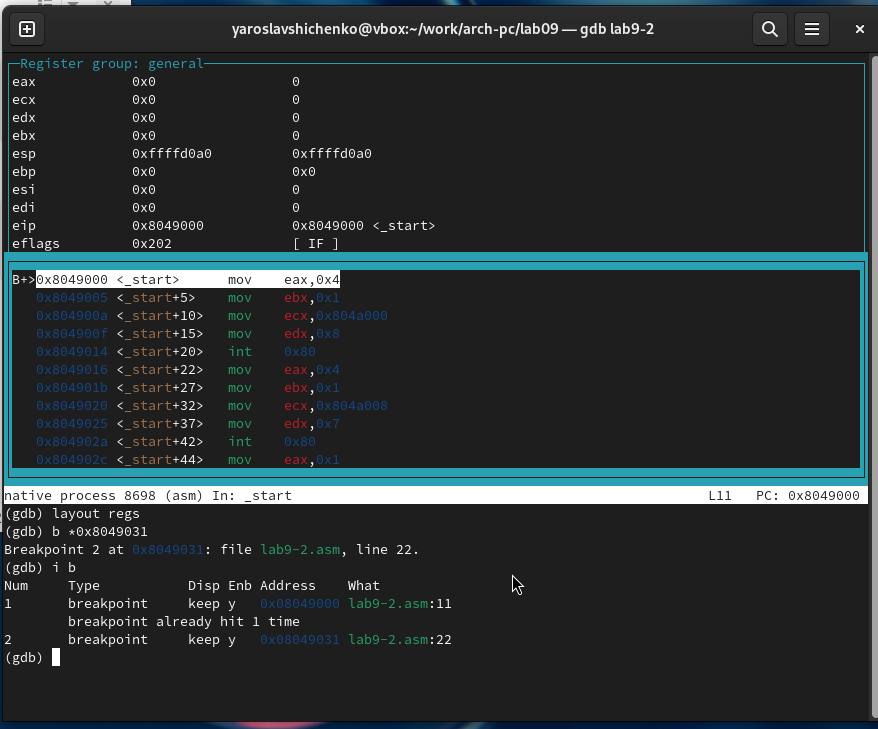 yaroslavshichenko@vbox:~/work/arch-pc/lab09 — gdb lab9-2
Register group: general
eax            0x0                 0
ecx            0x0                 0
edx            0x0                 0
ebx            0x0                 0
esp            0xffffd0a0          0xffffd0a0
ebp            0x0                 0x0
esi            0x0                 0
edi            0x0                 0
eip            0x8049000           0x8049000 <_start>
eflags         0x202               [ IF ]
B+>0x8049000 <_start>      mov    eax,0x4
   0x8049005 <_start+5>    mov    ebx,0x1
   0x804900a <_start+10>   mov    ecx,0x804a000
   0x804900f <_start+15>   mov    edx,0x8
   0x8049014 <_start+20>   int    0x80
   0x8049016 <_start+22>   mov    eax,0x4
   0x804901b <_start+27>   mov    ebx,0x1
   0x8049020 <_start+32>   mov    ecx,0x804a008
   0x8049025 <_start+37>   mov    edx,0x7
   0x804902a <_start+42>   int    0x80
   0x804902c <_start+44>   mov    eax,0x1
native process 8698 (asm) In: _start                                                    L11   PC: 0x8049000
(gdb) layout regs
(gdb) b *0x8049031
Breakpoint 2 at 0x8049031: file lab9-2.asm, line 22.
(gdb) i b
Num     Type           Disp Enb Address    What
1       breakpoint     keep y   0x08049000 lab9-2.asm:11
        breakpoint already hit 1 time
2       breakpoint     keep y   0x08049031 lab9-2.asm:22
(gdb)